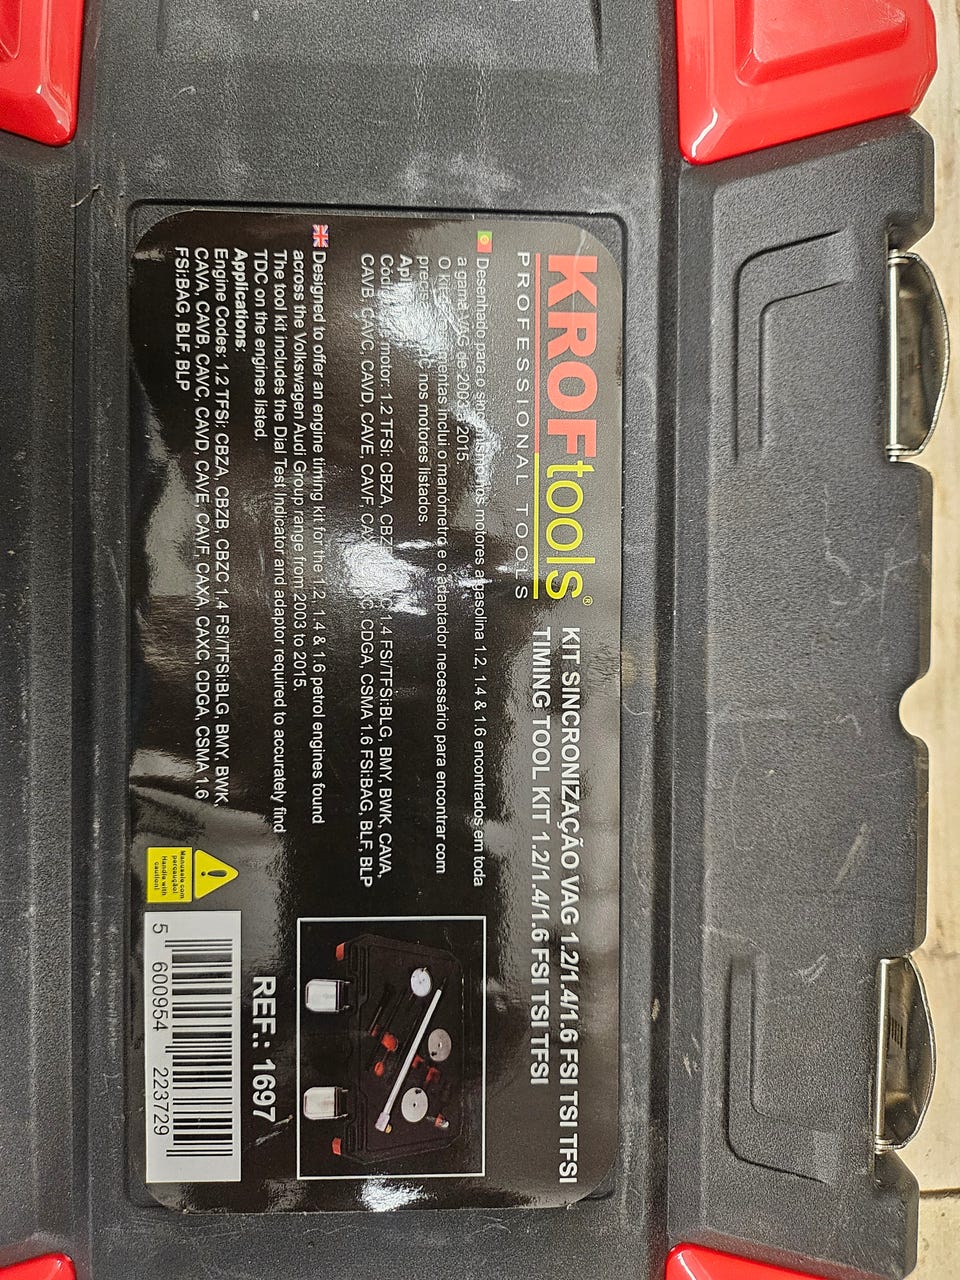 KROFtools®
PROFESSIONAL TOOLS
KIT SINCRONIZAÇÃO VAG 1.2/1.4/1.6 FSI TSI TFSI
TIMING TOOL KIT 1.2/1.4/1.6 FSI TSI TFSI
Desenhado para o sincronismo nos motores a gasolina 1.2, 1.4 & 1.6 encontrados em toda
a gama VAG de 2003 a 2015.
O kit de ferramentas inclui o manómetro e o adaptador necessário para encontrar com
nos motores listados.
motor: 1.2 TFSi: CBZA, 1.4 FSi/TFSi:BLG, BMY, BWK, CAVA,
CAVB, CAVC, CAVD, CAVE, CAVF, CDGA, CSMA 1.6 FSi:BAG, BLF, BLP
Designed to offer an engine timing kit for the 1.2, 1.4 & 1.6 petrol engines found
across the Volkswagen Audi Group range from 2003 to 2015.
The tool kit includes the Dial Test Indicator and adaptor required to accurately find
TDC on the engines listed.
Applications:
Engine Codes: 1.2 TFSi: CBZA, CBZB, CBZC 1.4 FSi/TFSi:BLG, BMY, BWK,
CAVA, CAVB, CAVC, CAVD, CAVE, CAVF, CAXA, CAXC, CDGA, CSMA 1.6
FSi:BAG, BLF, BLP
Manuseie com
percaução!
Handle with
caution!
REF.: 1697
5 600954 223729